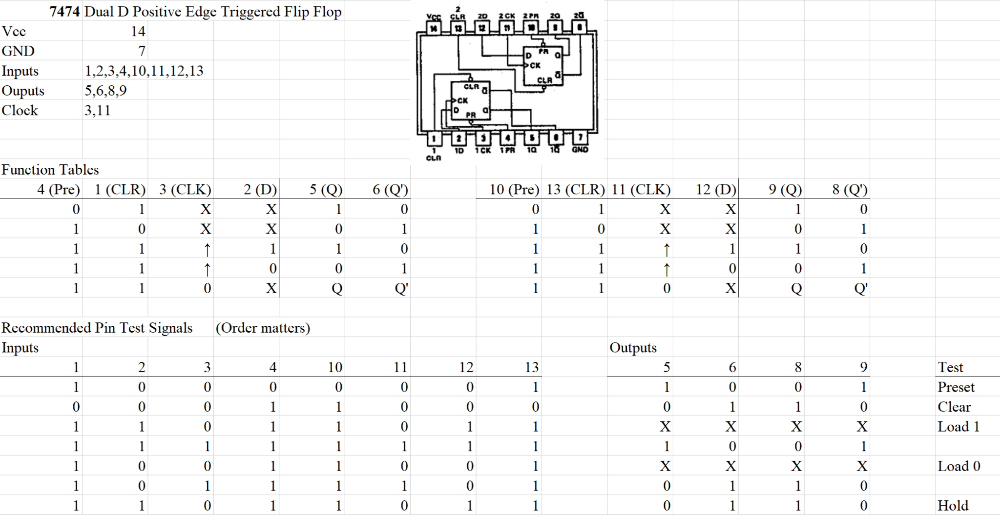 7474 Dual D Positive Edge Triggered Flip Flop
Vcc 14
GND 7
Inputs 1,2,3,4,10,11,12,13
Ouputs 5,6,8,9
Clock 3,11
2
VCC CLR 2D 2 CK 2 PR 2Q 2Q̅
14 13 12 11 10 9 8
PR
D Q
CK
CLR Q̅
CLR Q̅
CK
D Q
PR
1 2 3 4 5 6 7
1 1D 1 CK 1 PR 1Q 1Q̅ GND
CLR
Function Tables
4 (Pre) 1 (CLR) 3 (CLK) 2 (D) 5 (Q) 6 (Q') 10 (Pre) 13 (CLR) 11 (CLK) 12 (D) 9 (Q) 8 (Q')
0 1 X X 1 0 0 1 X X 1 0
1 0 X X 0 1 1 0 X X 0 1
1 1 ↑ 1 1 0 1 1 ↑ 1 1 0
1 1 ↑ 0 0 1 1 1 ↑ 0 0 1
1 1 0 X Q Q' 1 1 0 X Q Q'
Recommended Pin Test Signals (Order matters)
Inputs Outputs
1 2 3 4 10 11 12 13 5 6 8 9 Test
1 0 0 0 0 0 0 1 1 0 0 1 Preset
0 0 0 1 1 0 0 0 0 1 1 0 Clear
1 1 0 1 1 0 1 1 X X X X Load 1
1 1 1 1 1 1 1 1 1 0 0 1
1 0 0 1 1 0 0 1 X X X X Load 0
1 0 1 1 1 1 0 1 0 1 1 0
1 1 0 1 1 0 1 1 0 1 1 0 Hold